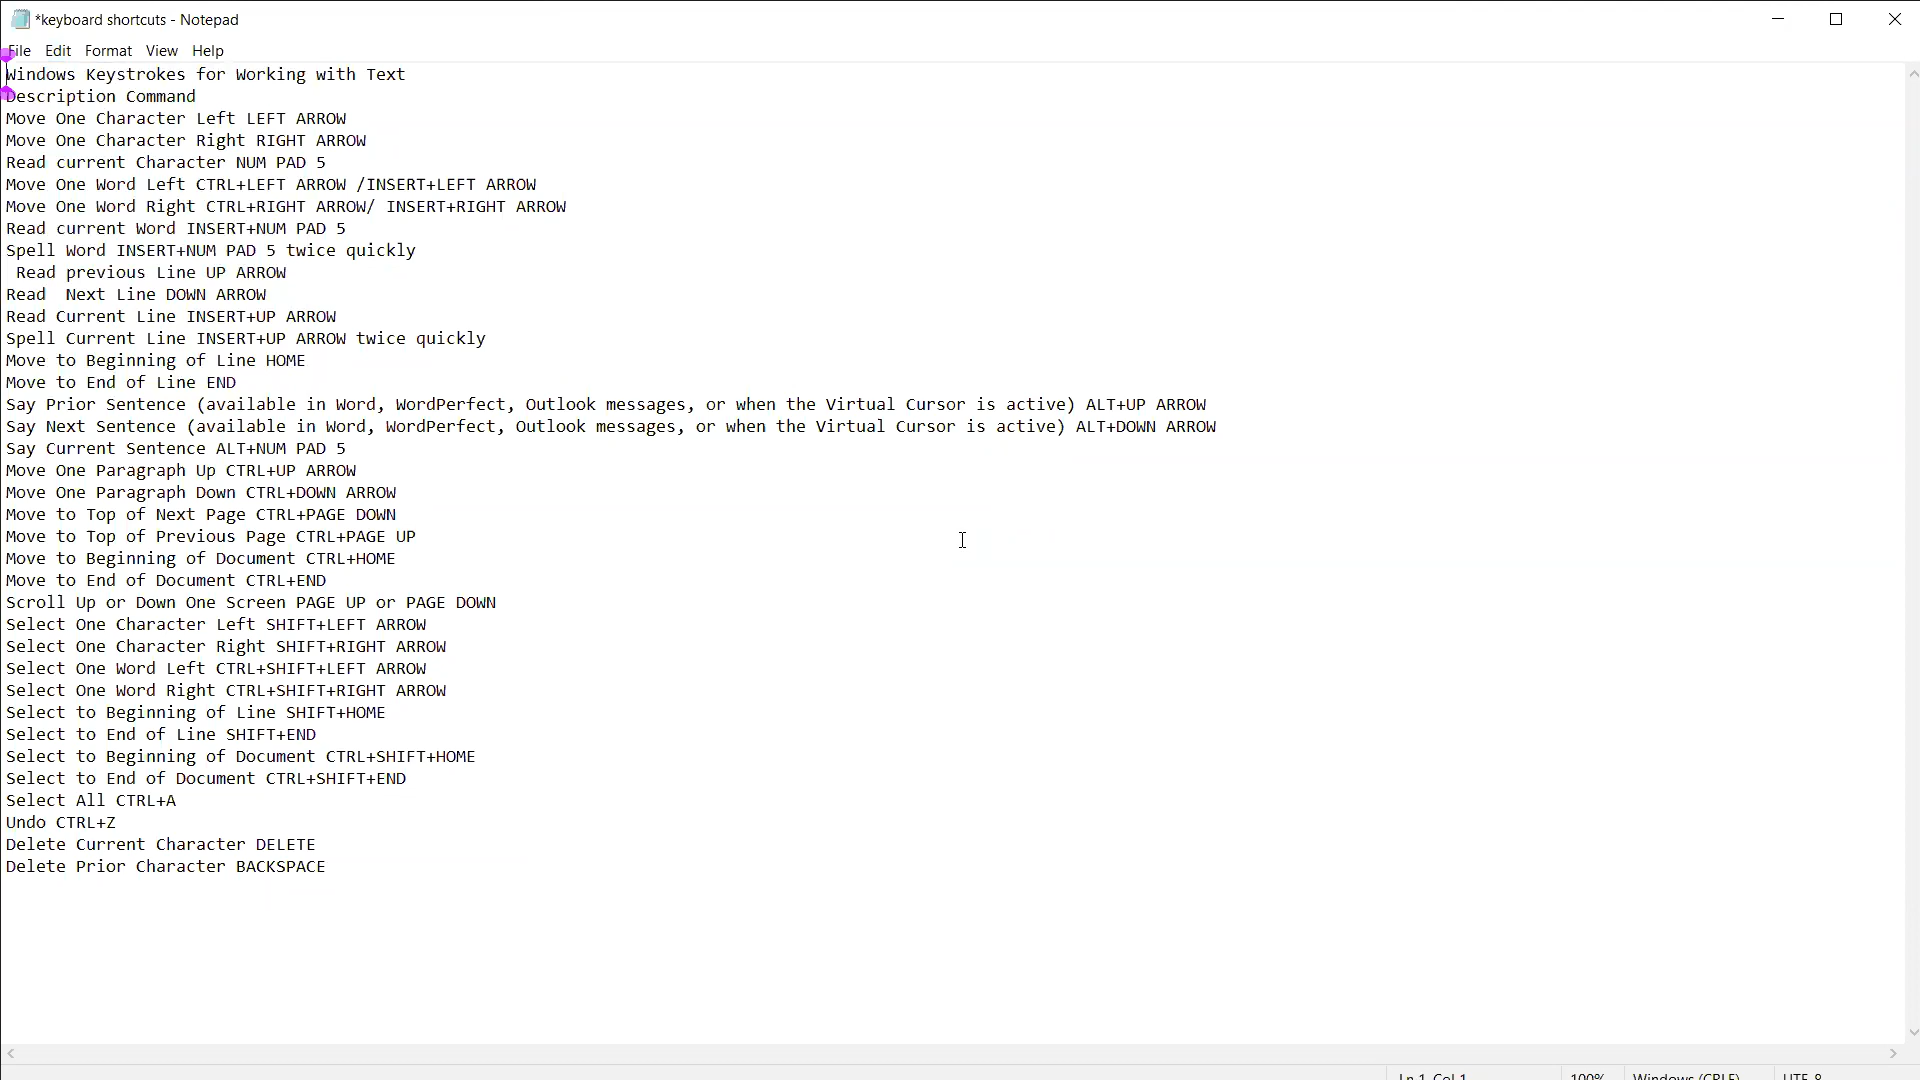 *keyboard shortcuts - Notepad
File Edit Format View Help
Windows Keystrokes for Working with Text
Description Command
Move One Character Left LEFT ARROW
Move One Character Right RIGHT ARROW
Read current Character NUM PAD 5
Move One Word Left CTRL+LEFT ARROW /INSERT+LEFT ARROW
Move One Word Right CTRL+RIGHT ARROW/ INSERT+RIGHT ARROW
Read current Word INSERT+NUM PAD 5
Spell Word INSERT+NUM PAD 5 twice quickly
 Read previous Line UP ARROW
Read  Next Line DOWN ARROW
Read Current Line INSERT+UP ARROW
Spell Current Line INSERT+UP ARROW twice quickly
Move to Beginning of Line HOME
Move to End of Line END
Say Prior Sentence (available in Word, WordPerfect, Outlook messages, or when the Virtual Cursor is active) ALT+UP ARROW
Say Next Sentence (available in Word, WordPerfect, Outlook messages, or when the Virtual Cursor is active) ALT+DOWN ARROW
Say Current Sentence ALT+NUM PAD 5
Move One Paragraph Up CTRL+UP ARROW
Move One Paragraph Down CTRL+DOWN ARROW
Move to Top of Next Page CTRL+PAGE DOWN
Move to Top of Previous Page CTRL+PAGE UP
Move to Beginning of Document CTRL+HOME
Move to End of Document CTRL+END
Scroll Up or Down One Screen PAGE UP or PAGE DOWN
Select One Character Left SHIFT+LEFT ARROW
Select One Character Right SHIFT+RIGHT ARROW
Select One Word Left CTRL+SHIFT+LEFT ARROW
Select One Word Right CTRL+SHIFT+RIGHT ARROW
Select to Beginning of Line SHIFT+HOME
Select to End of Line SHIFT+END
Select to Beginning of Document CTRL+SHIFT+HOME
Select to End of Document CTRL+SHIFT+END
Select All CTRL+A
Undo CTRL+Z
Delete Current Character DELETE
Delete Prior Character BACKSPACE
Ln 1, Col 1 100% Windows (CRLF) UTF-8